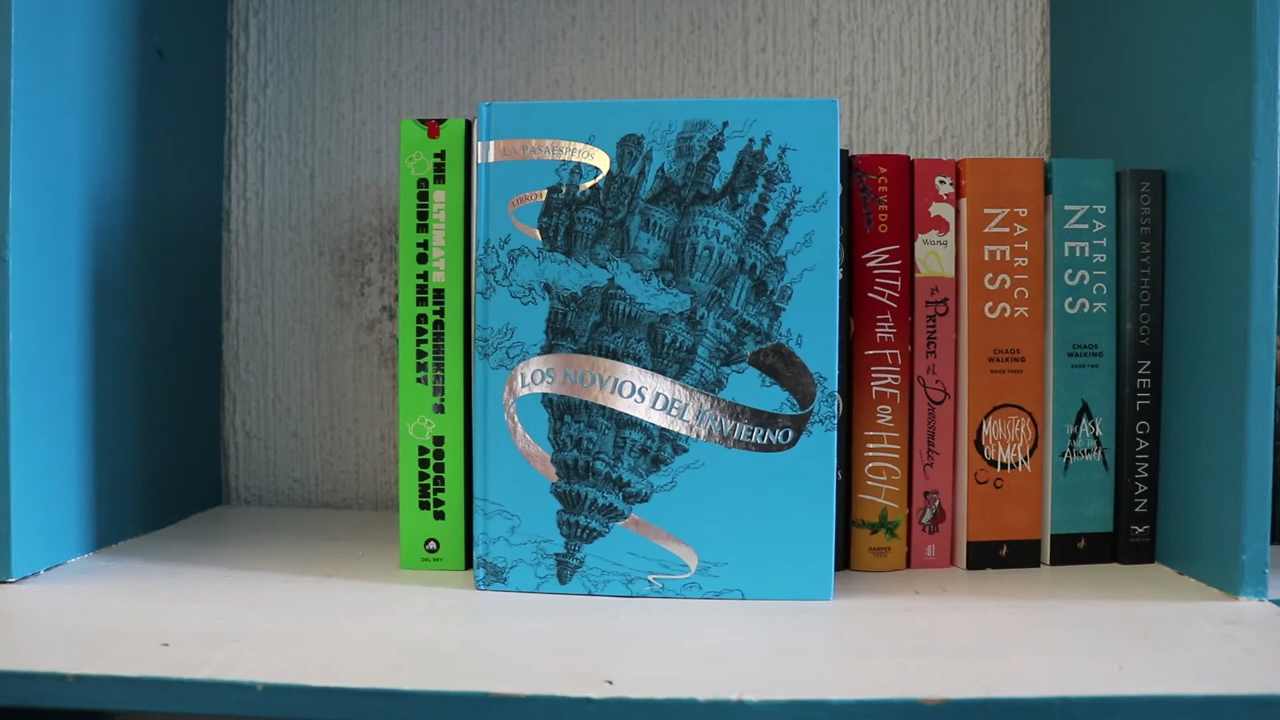 THE ULTIMATE HITCHHIKER'S
GUIDE TO THE GALAXY
DOUGLAS
ADAMS
DEL REY
LA PASAESPEJOS
LIBRO 1
LOS NOVIOS DEL INVIERNO
ACEVEDO
WITH THE FIRE ON HIGH
HARPER
Wang
The PRINCE and the Dressmaker
:01
PATRICK
NESS
CHAOS
WALKING
BOOK THREE
MONSTERS
OF MEN
PATRICK
NESS
CHAOS
WALKING
BOOK TWO
THE ASK
AND THE
ANSWER
NORSE MYTHOLOGY NEIL GAIMAN